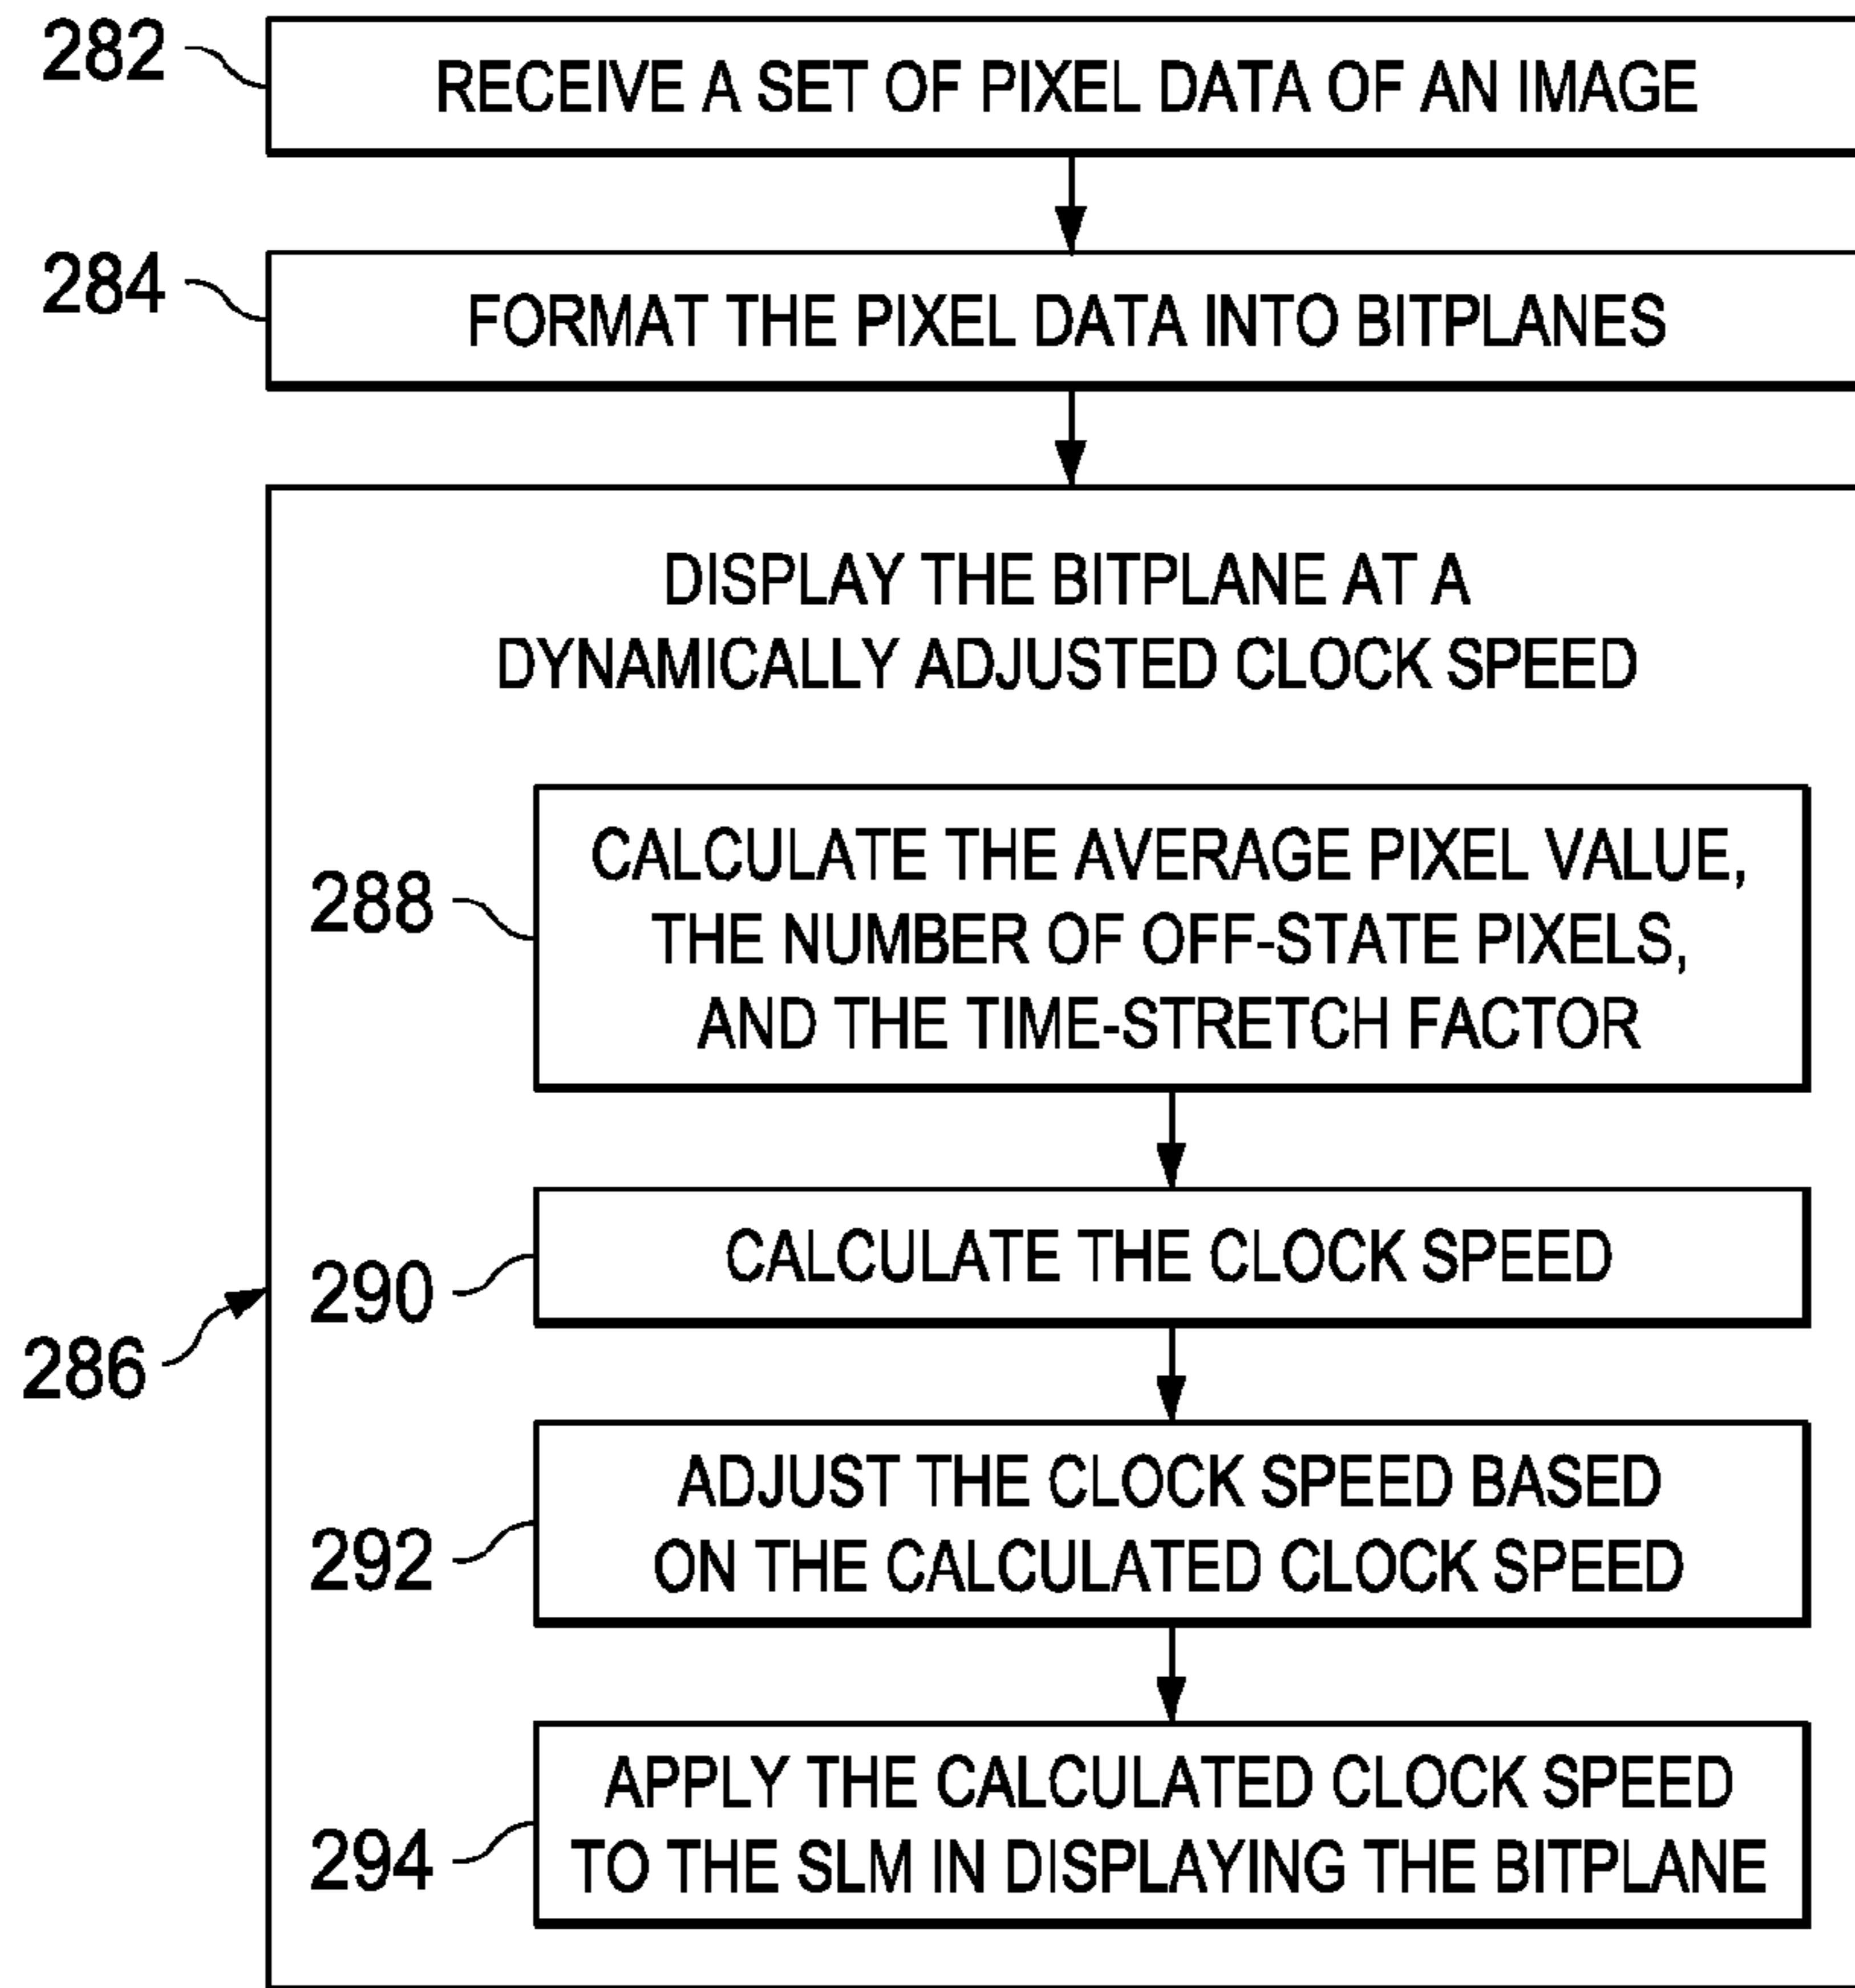 282
RECEIVE A SET OF PIXEL DATA OF AN IMAGE
284
FORMAT THE PIXEL DATA INTO BITPLANES
DISPLAY THE BITPLANE AT A
DYNAMICALLY ADJUSTED CLOCK SPEED
288
CALCULATE THE AVERAGE PIXEL VALUE,
THE NUMBER OF OFF-STATE PIXELS,
AND THE TIME-STRETCH FACTOR
290
CALCULATE THE CLOCK SPEED
286
292
ADJUST THE CLOCK SPEED BASED
ON THE CALCULATED CLOCK SPEED
294
APPLY THE CALCULATED CLOCK SPEED
TO THE SLM IN DISPLAYING THE BITPLANE